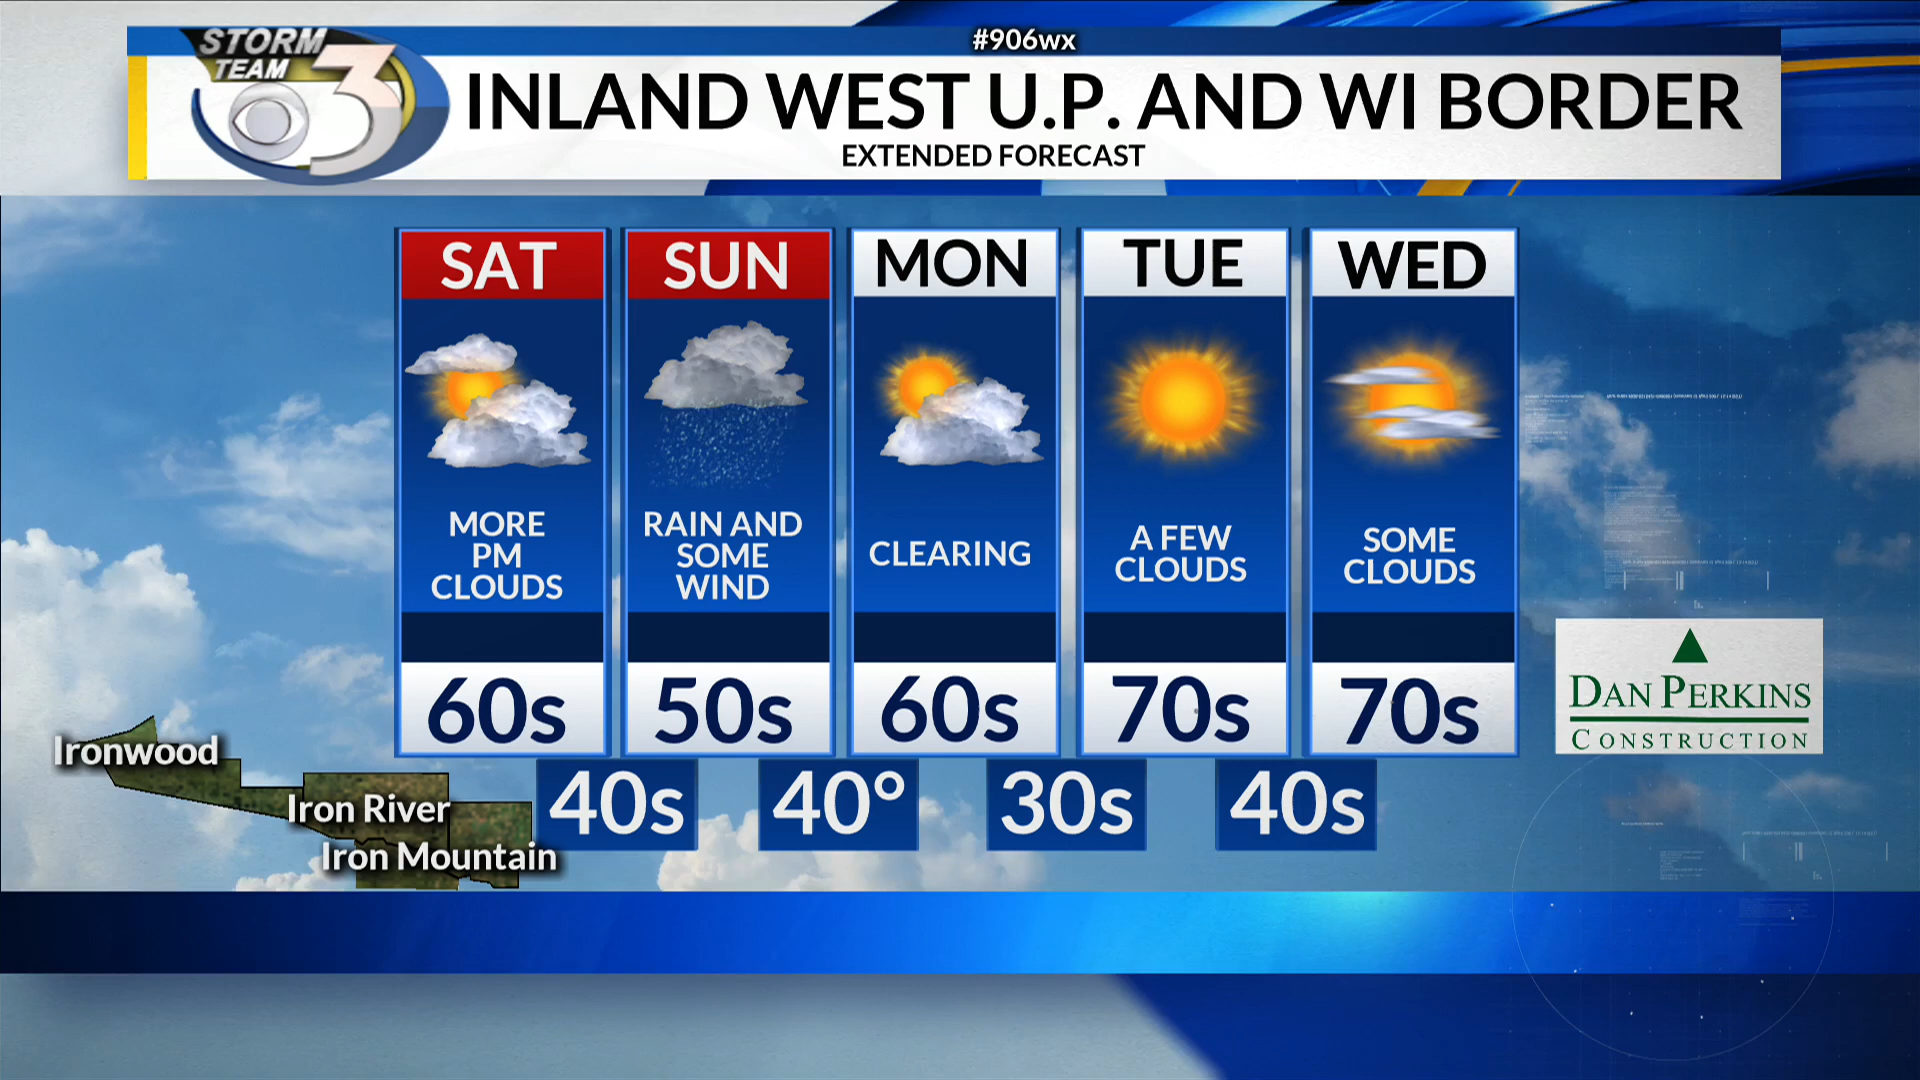 #906wx
STORM
TEAM
3
INLAND WEST U.P. AND WI BORDER
EXTENDED FORECAST
SAT
SUN
MON
TUE
WED
MORE
PM
CLOUDS
RAIN AND
SOME
WIND
CLEARING
A FEW
CLOUDS
SOME
CLOUDS
60s
50s
60s
70s
70s
40s
40°
30s
40s
Ironwood
Iron River
Iron Mountain
DAN PERKINS
CONSTRUCTION